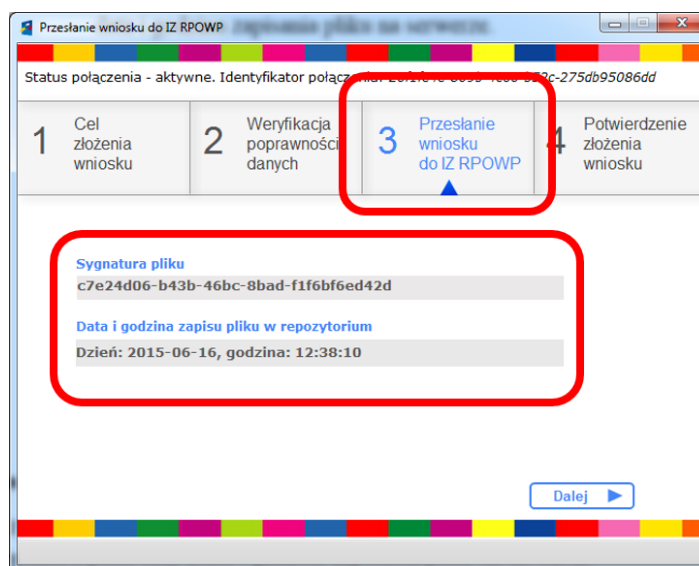 Przesłanie wniosku do IZ RPOWP
Status połączenia - aktywne. Identyfikator
1 Cel złożenia wniosku
2 Weryfikacja poprawności danych
3 Przesłanie wniosku do IZ RPOWP
4 Potwierdzenie złożenia wniosku
Sygnatura pliku
c7e24d06-b43b-46bc-8bad-f1f6bf6ed42d
Data i godzina zapisu pliku w repozytorium
Dzień: 2015-06-16, godzina: 12:38:10
Dalej